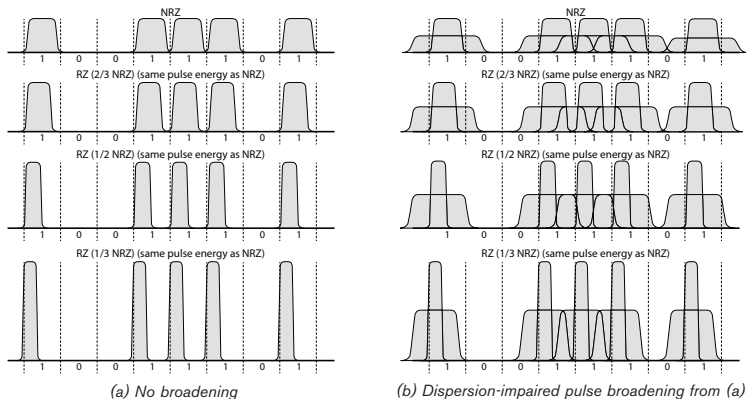 NRZ
1 0 0 1 1 1 0 1
RZ (2/3 NRZ) (same pulse energy as NRZ)
1 0 0 1 1 1 0 1
RZ (1/2 NRZ) (same pulse energy as NRZ)
1 0 0 1 1 1 0 1
RZ (1/3 NRZ) (same pulse energy as NRZ)
1 0 0 1 1 1 0 1
(a) No broadening
NRZ
1 0 0 1 1 1 0 1
RZ (2/3 NRZ) (same pulse energy as NRZ)
1 0 0 1 1 1 0 1
RZ (1/2 NRZ) (same pulse energy as NRZ)
1 0 0 1 1 1 0 1
RZ (1/3 NRZ) (same pulse energy as NRZ)
1 0 0 1 1 1 0 1
(b) Dispersion-impaired pulse broadening from (a)